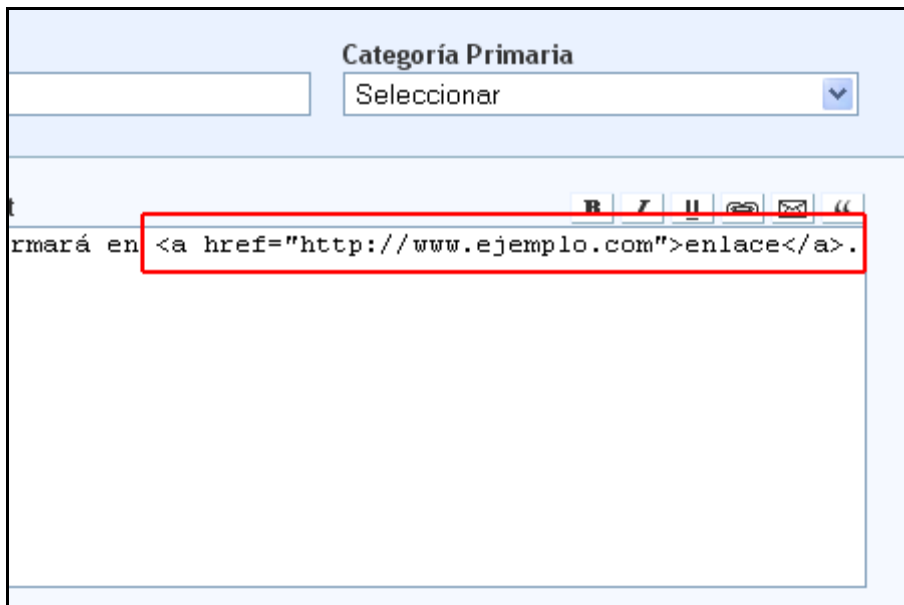 Categoría Primaria
Seleccionar
t
B I U “
rmará en <a href="http://www.ejemplo.com">enlace</a>.